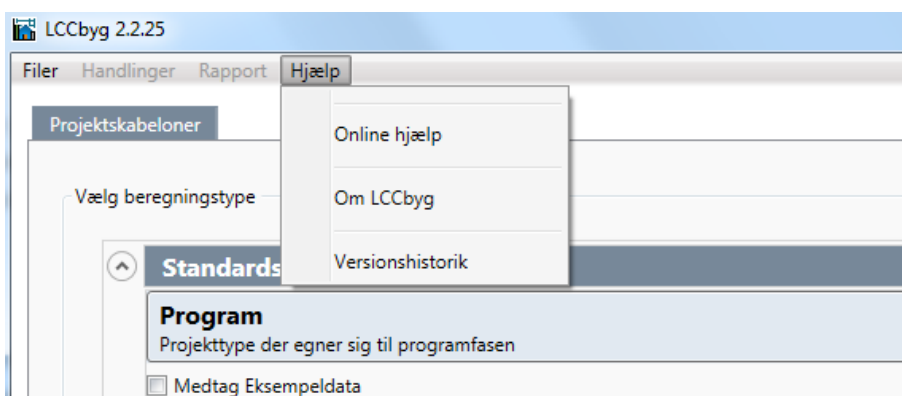 LCCbyg 2.2.25
Filer Handlinger Rapport Hjælp
Projektskabeloner
Online hjælp
Vælg beregningstype
Om LCCbyg
Versionshistorik
Standards
Program
Projekttype der egner sig til programfasen
Medtag Eksempeldata